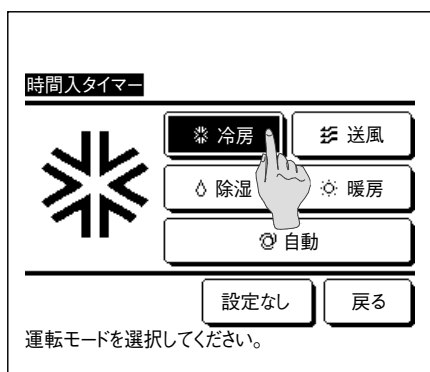 時間入タイマー
冷房 送風
除湿 暖房
自動
設定なし 戻る
運転モードを選択してください。